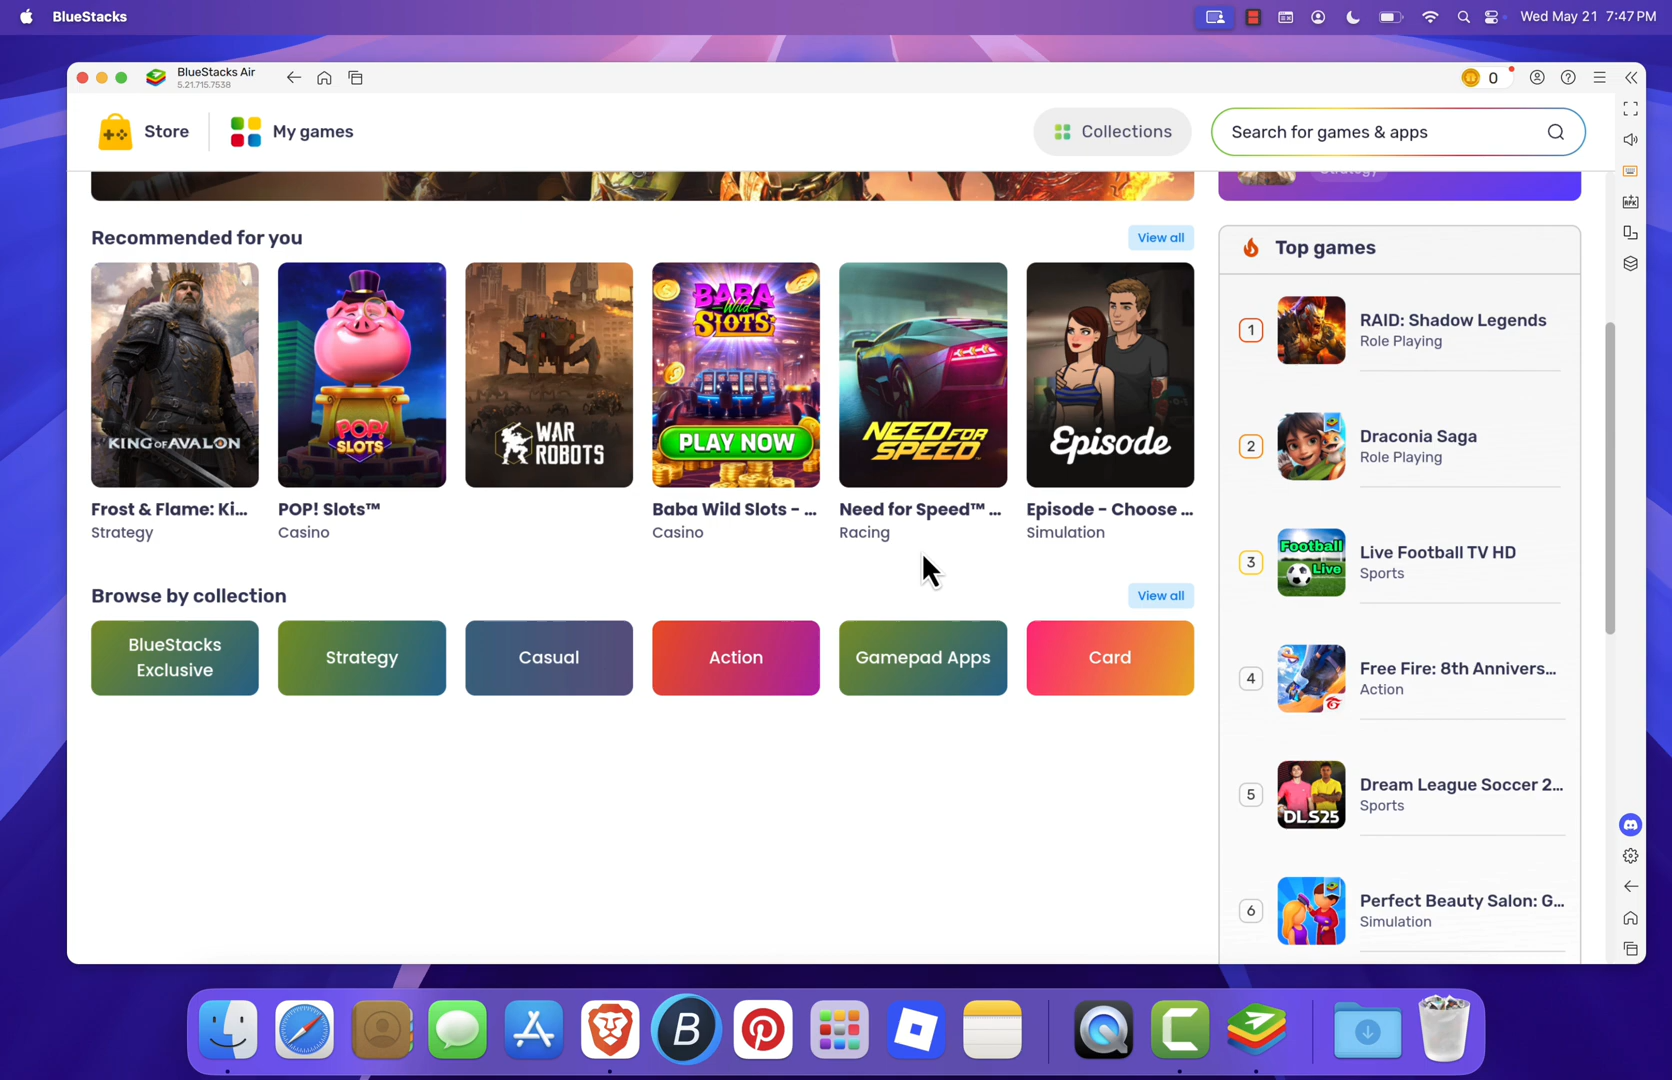 BlueStacks
Wed May 21 7:47 PM
BlueStacks Air
5.21.715.7538
0
Store
My games
Collections
Search for games & apps
Strategy
Recommended for you
View all
KING OF AVALON
POP!
SLOTS
WAR
ROBOTS
BABA
Wild
SLOTS
PLAY NOW
NEED FOR
SPEED
Episode
Frost & Flame: Ki...
Strategy
POP! Slots™
Casino
Baba Wild Slots - ...
Casino
Need for Speed™ ...
Racing
Episode - Choose ...
Simulation
Browse by collection
View all
BlueStacks
Exclusive
Strategy
Casual
Action
Gamepad Apps
Card
Top games
1
RAID: Shadow Legends
Role Playing
2
Draconia Saga
Role Playing
3
Football
Live
Live Football TV HD
Sports
4
Free Fire: 8th Annivers...
Action
5
DLS25
Dream League Soccer 2...
Sports
6
Perfect Beauty Salon: G...
Simulation